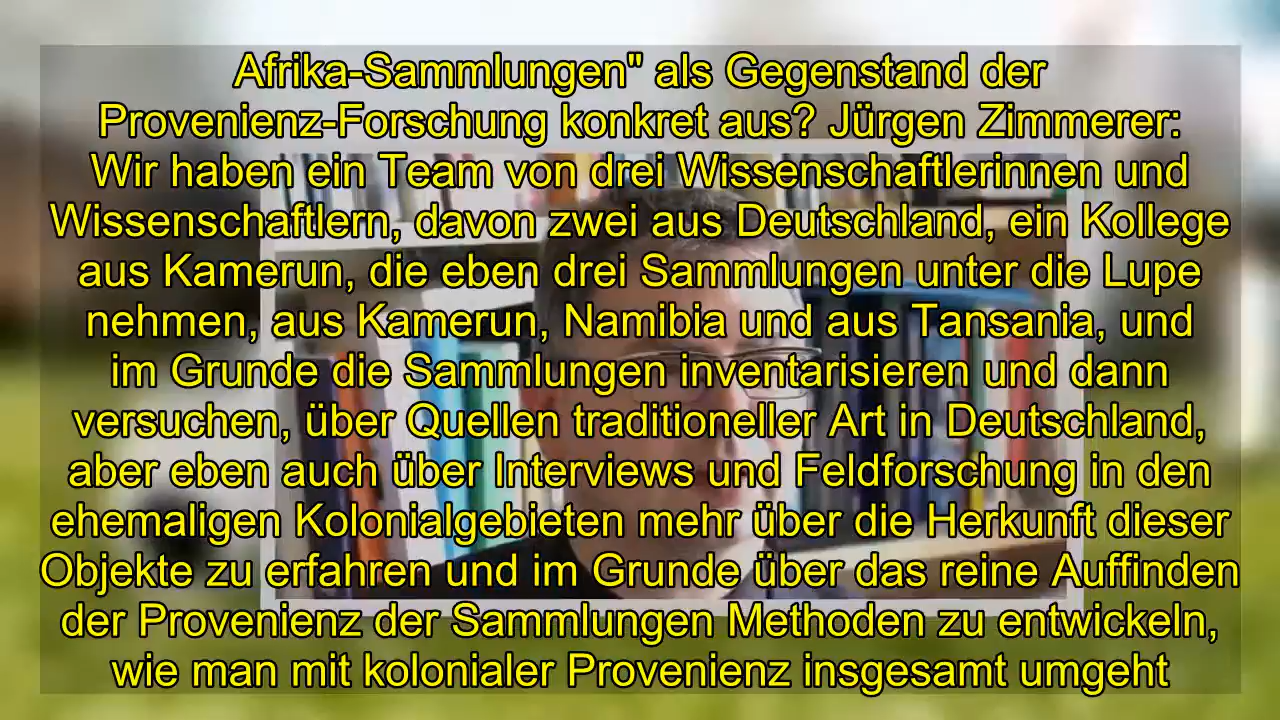 Afrika-Sammlungen" als Gegenstand der
Provenienz-Forschung konkret aus? Jürgen Zimmerer:
Wir haben ein Team von drei Wissenschaftlerinnen und
Wissenschaftlern, davon zwei aus Deutschland, ein Kollege
aus Kamerun, die eben drei Sammlungen unter die Lupe
nehmen, aus Kamerun, Namibia und aus Tansania, und
im Grunde die Sammlungen inventarisieren und dann
versuchen, über Quellen traditioneller Art in Deutschland,
aber eben auch über Interviews und Feldforschung in den
ehemaligen Kolonialgebieten mehr über die Herkunft dieser
Objekte zu erfahren und im Grunde über das reine Auffinden
der Provenienz der Sammlungen Methoden zu entwickeln,
wie man mit kolonialer Provenienz insgesamt umgeht